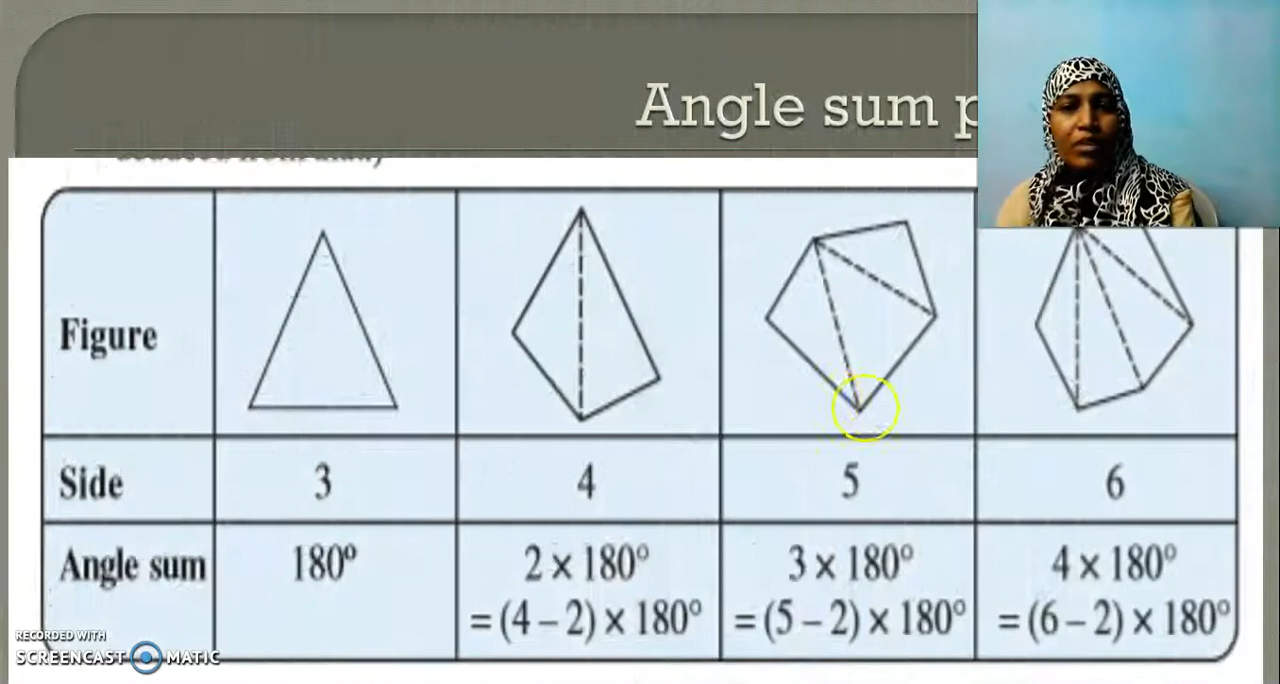 Angle sum
Figure
Side 3 4 5 6
Angle sum 180° 2 × 180° 3 × 180° 4 × 180°
= (4 – 2) × 180° = (5 – 2) × 180° = (6 – 2) × 180°
RECORDED WITH
SCREENCAST MATIC